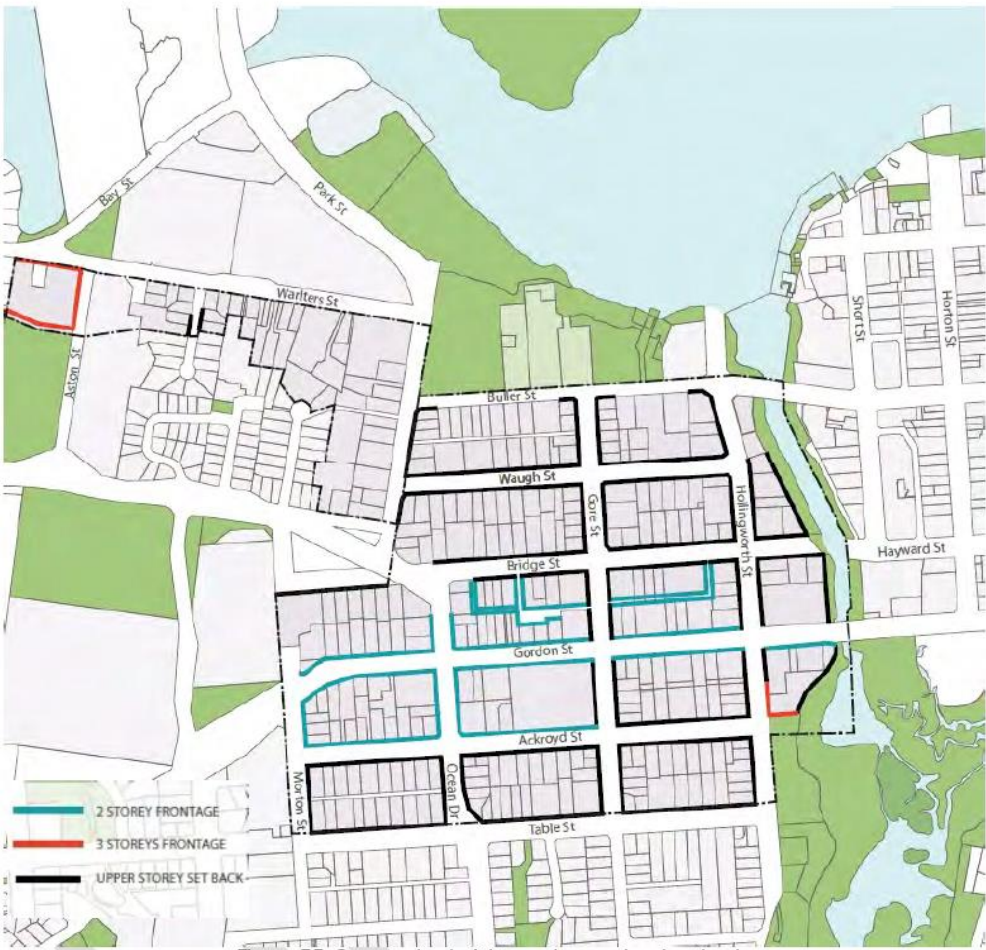 Bay St
Park St
Warlters St
Aston St
Short St
Horton St
Buller St
Waugh St
Gore St
Hollingworth St
Hayward St
Bridge St
Gordon St
Ackroyd St
Morton St
Ocean Dr
Table St
2 STOREY FRONTAGE
3 STOREYS FRONTAGE
UPPER STOREY SET BACK